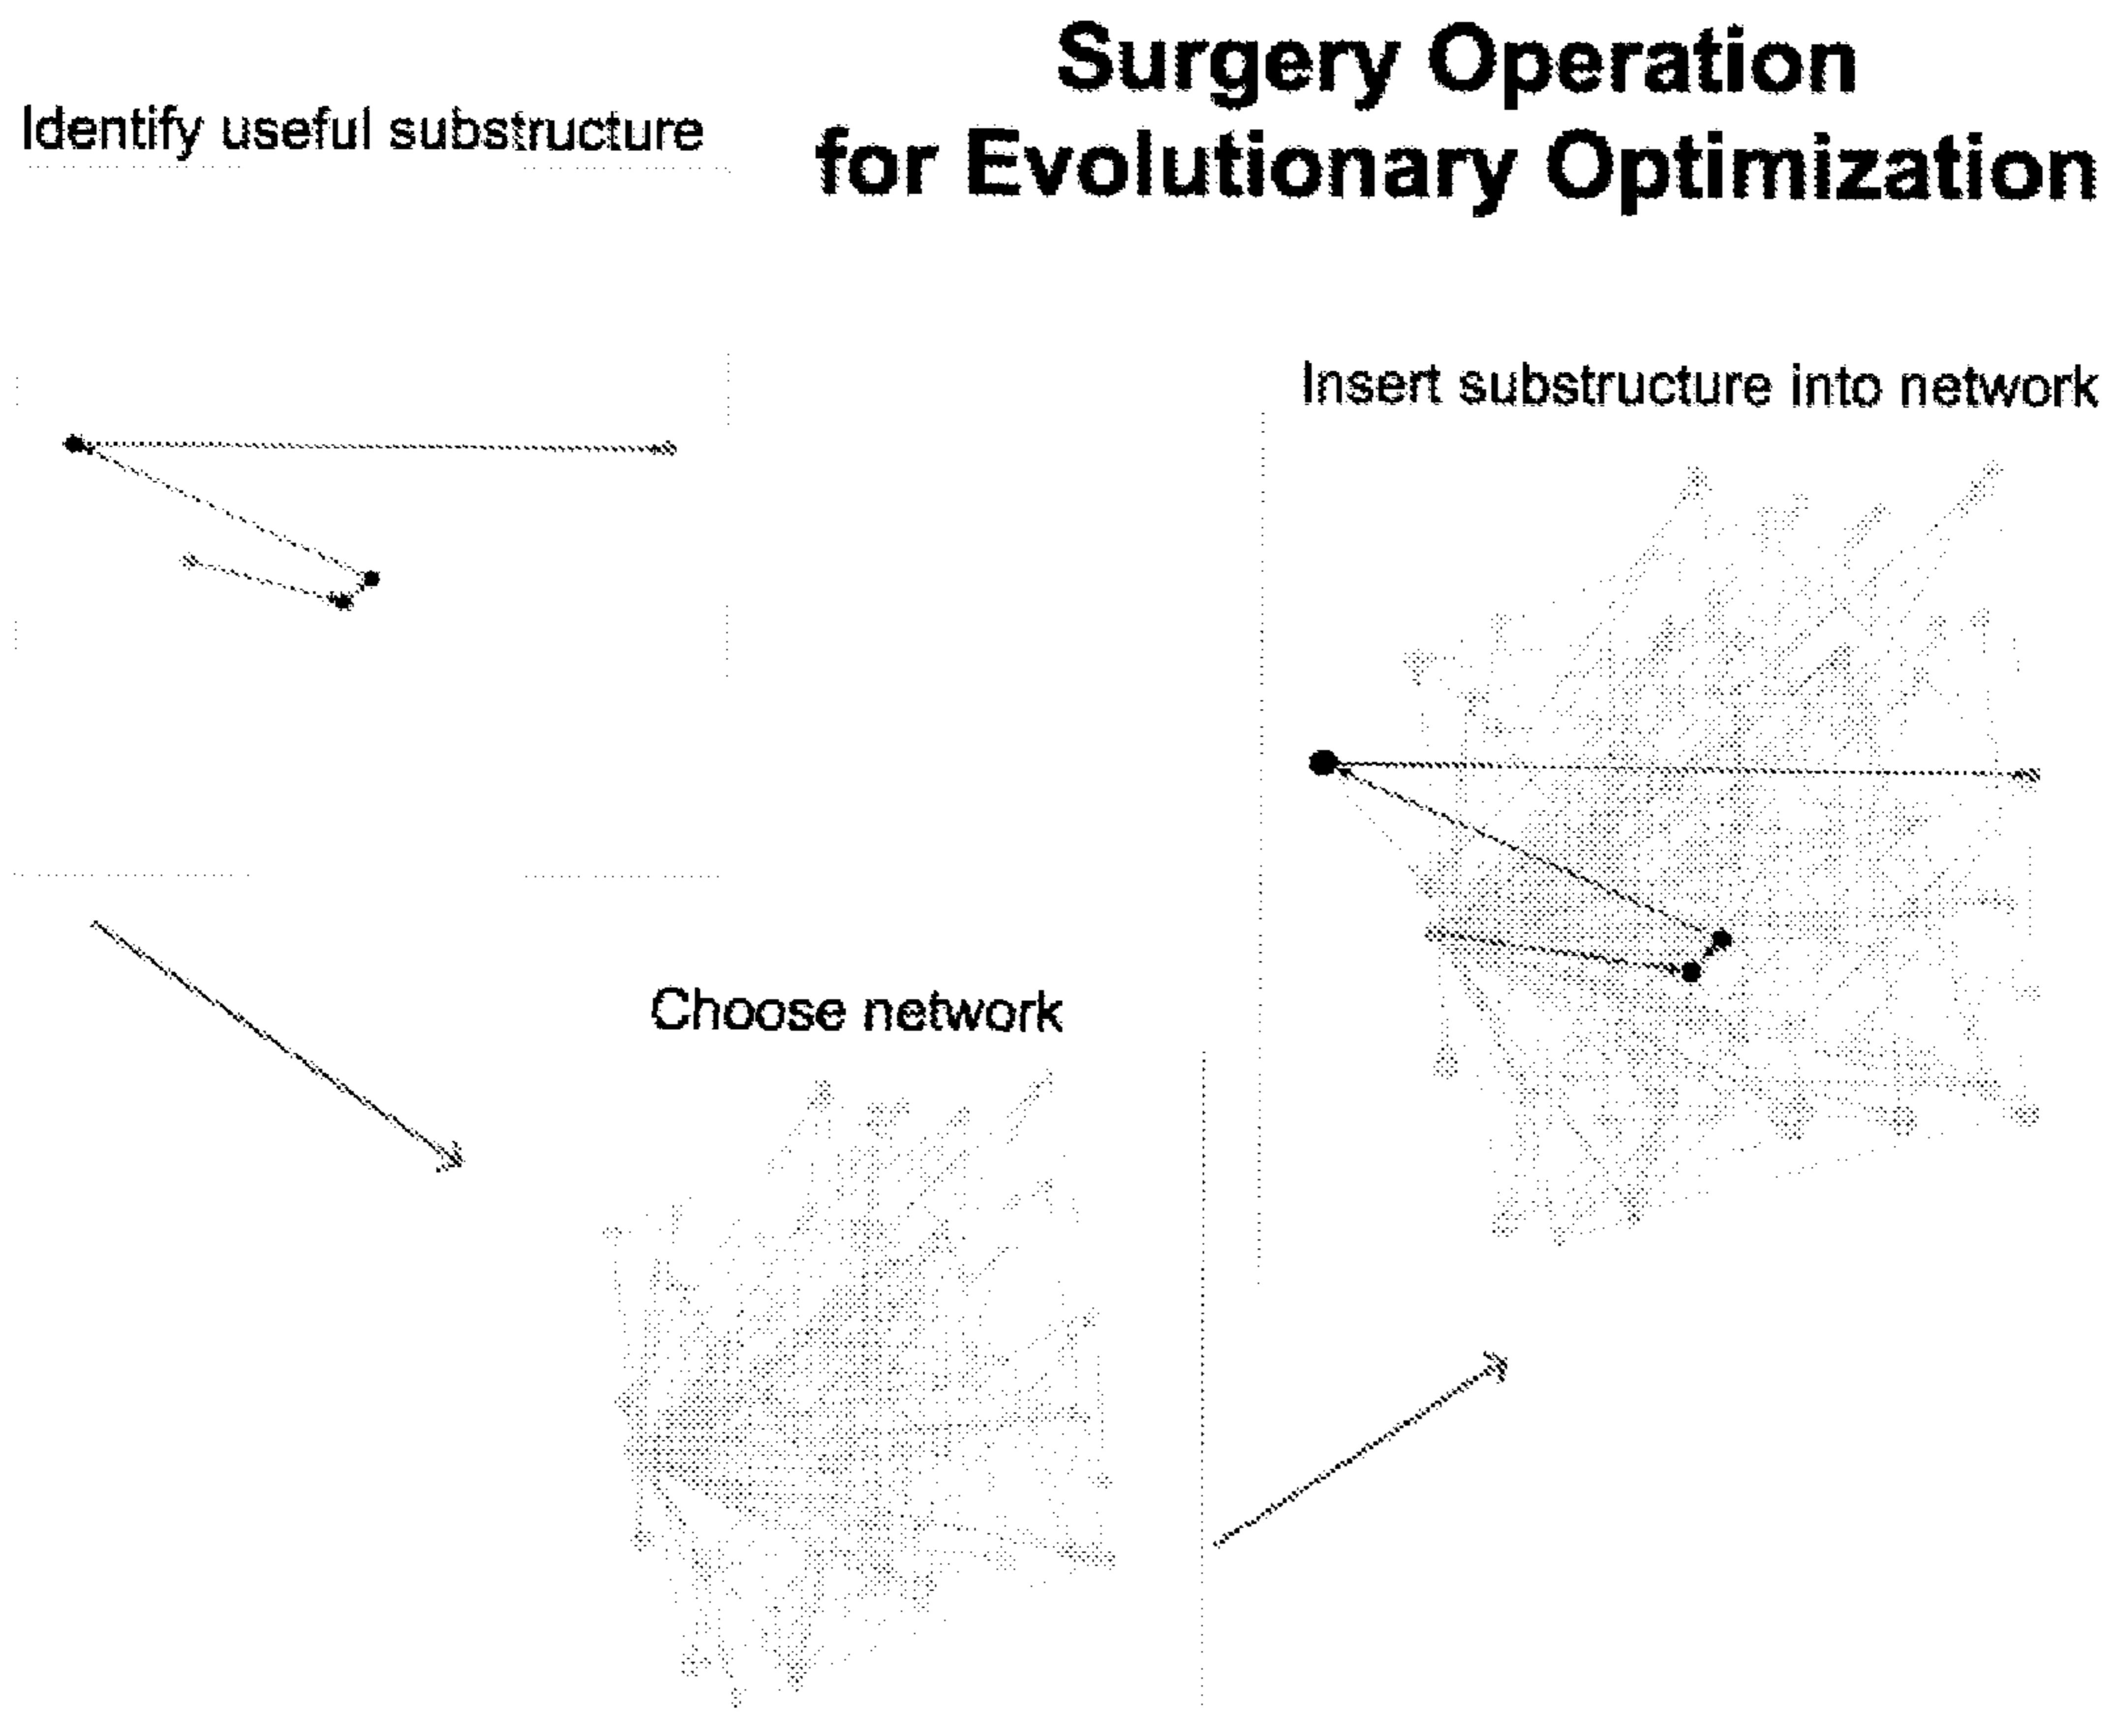 Surgery Operation
for Evolutionary Optimization
Identify useful substructure
Insert substructure into network
Choose network